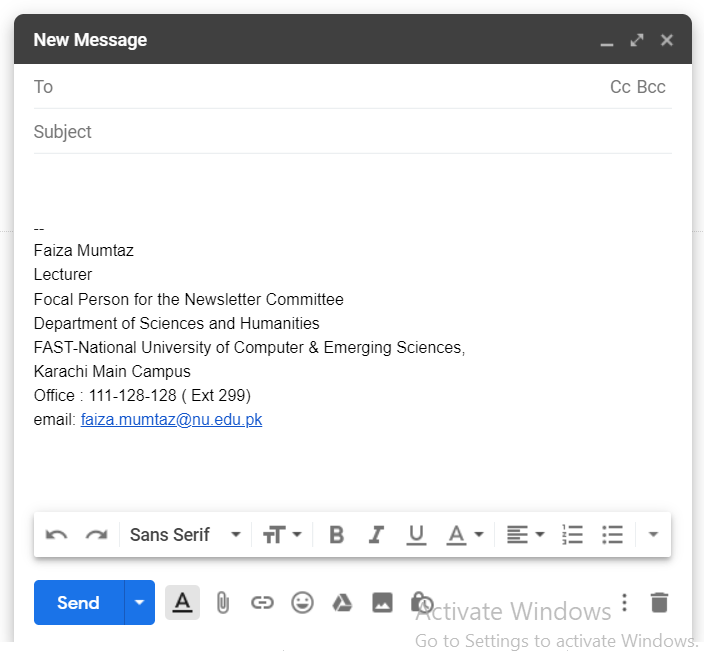 New Message
To Cc Bcc
Subject
--
Faiza Mumtaz
Lecturer
Focal Person for the Newsletter Committee
Department of Sciences and Humanities
FAST-National University of Computer & Emerging Sciences,
Karachi Main Campus
Office : 111-128-128 ( Ext 299)
email: faiza.mumtaz@nu.edu.pk
Sans Serif
Send
Activate Windows
Go to Settings to activate Windows.